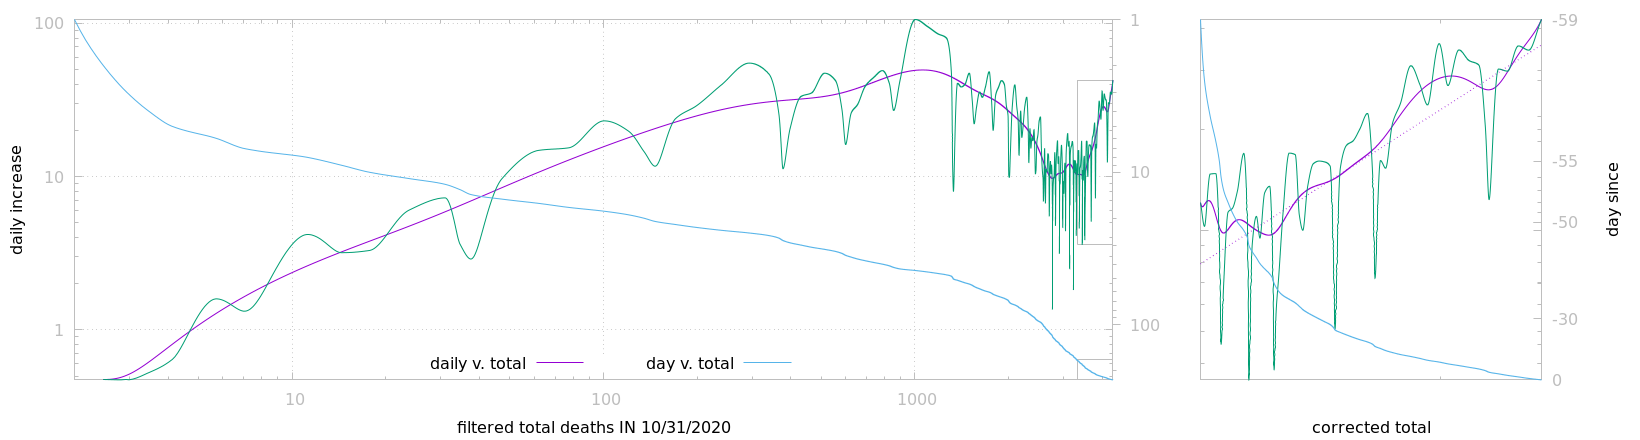 100
10
1
daily increase
1
10
100
-59
-55
-50
-30
0
day since
daily v. total
day v. total
10
100
1000
filtered total deaths IN 10/31/2020
corrected total